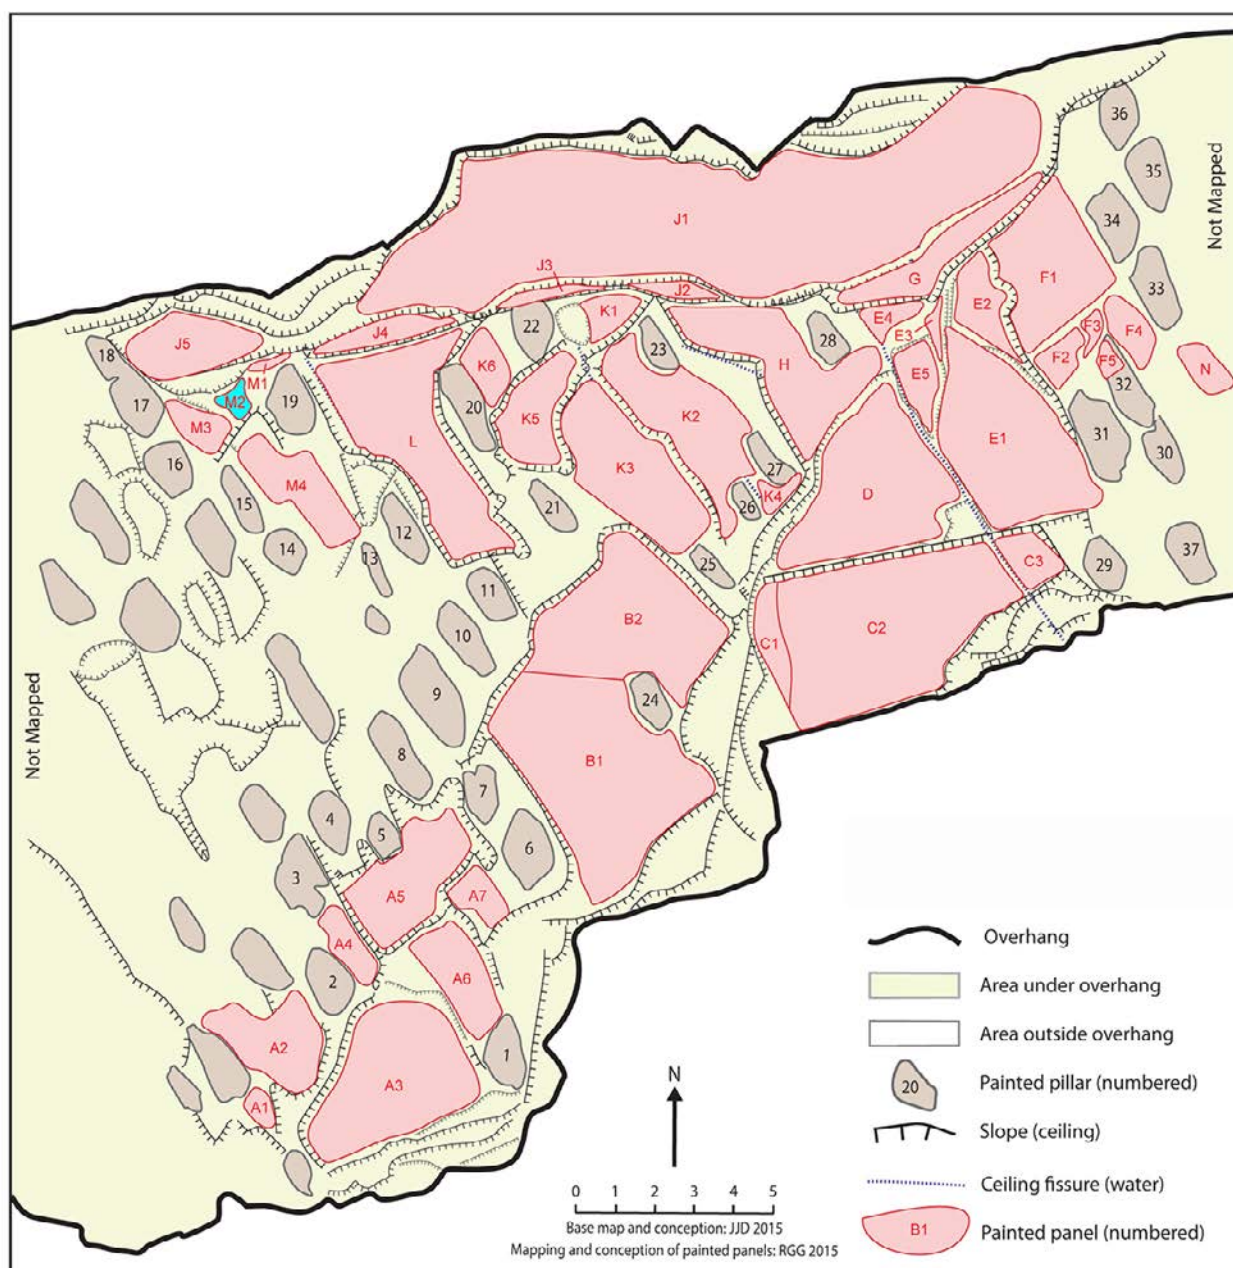 36
35
Not Mapped
34
J1
33
J3
G
F1
J2
E2
22
K1
E4
F3
F4
J4
E3
18
J5
23
28
F2
F5
N
M1
K6
H
E5
32
17
M2
19
20
M3
L
K5
K2
31
30
16
27
E1
M4
K3
K4
D
15
21
26
12
14
13
25
C3
29
37
11
B2
C1
C2
10
9
24
Not Mapped
8
B1
7
4
5
6
3
A5
A7
A4
2
A6
Overhang
Area under overhang
A2
1
Area outside overhang
A3
N
20
Painted pillar (numbered)
A1
Slope (ceiling)
Ceiling fissure (water)
0 1 2 3 4 5
Base map and conception: JJD 2015
B1
Painted panel (numbered)
Mapping and conception of painted panels: RGG 2015